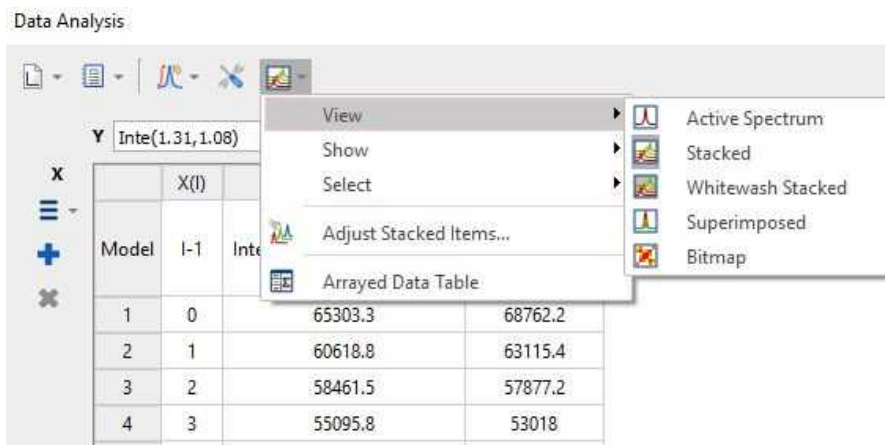 Data Analysis
View
Show
Select
Adjust Stacked Items...
Arrayed Data Table
Active Spectrum
Stacked
Whitewash Stacked
Superimposed
Bitmap
Y Inte(1.31,1.08)
X
X(I)
Model I-1
1 0 65303.3 68762.2
2 1 60618.8 63115.4
3 2 58461.5 57877.2
4 3 55095.8 53018